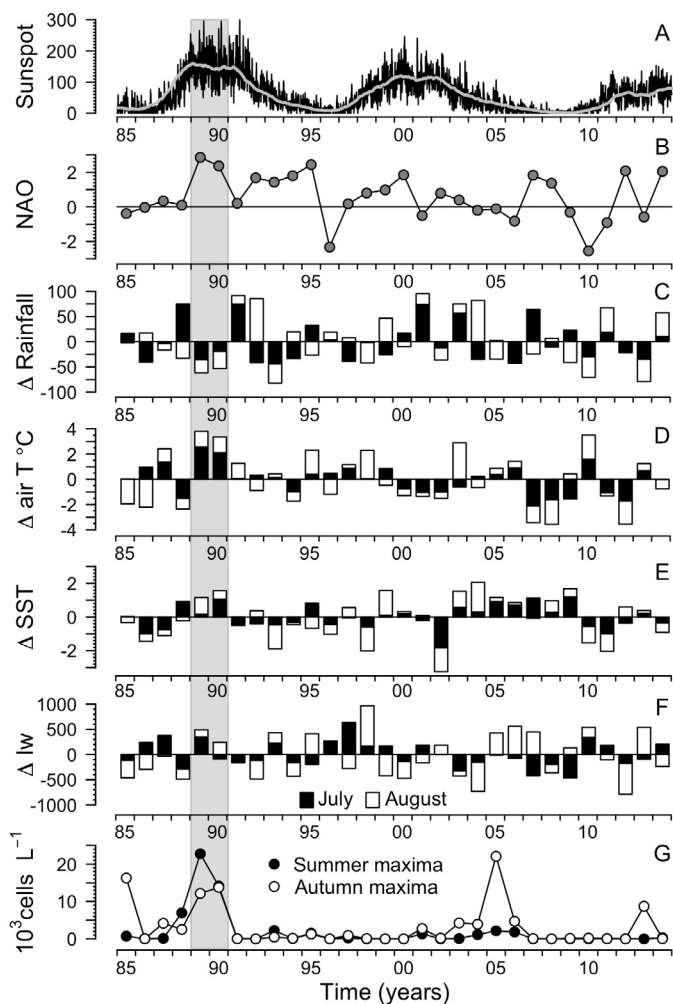 300 A
200
100
0
Sunspot
85 90 95 00 05 10
B
2
0
-2
NAO
85 90 95 00 05 10
100 C
50
0
-50
-100
Δ Rainfall
85 90 95 00 05 10
4 D
2
0
-2
-4
Δ air T °C
85 90 95 00 05 10
E
2
0
-2
Δ SST
85 90 95 00 05 10
1000 F
500
0
-500
-1000
Δ Iw
July August
85 90 95 00 05 10
G
20
10
0
10³cells L⁻¹
Summer maxima
Autumn maxima
85 90 95 00 05 10
Time (years)